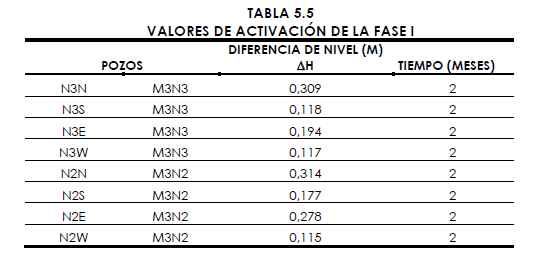 TABLA 5.5
VALORES DE ACTIVACIÓN DE LA FASE I
DIFERENCIA DE NIVEL (M)
POZOS ΔH TIEMPO (MESES)
N3N M3N3 0,309 2
N3S M3N3 0,118 2
N3E M3N3 0,194 2
N3W M3N3 0,117 2
N2N M3N2 0,314 2
N2S M3N2 0,177 2
N2E M3N2 0,278 2
N2W M3N2 0,115 2